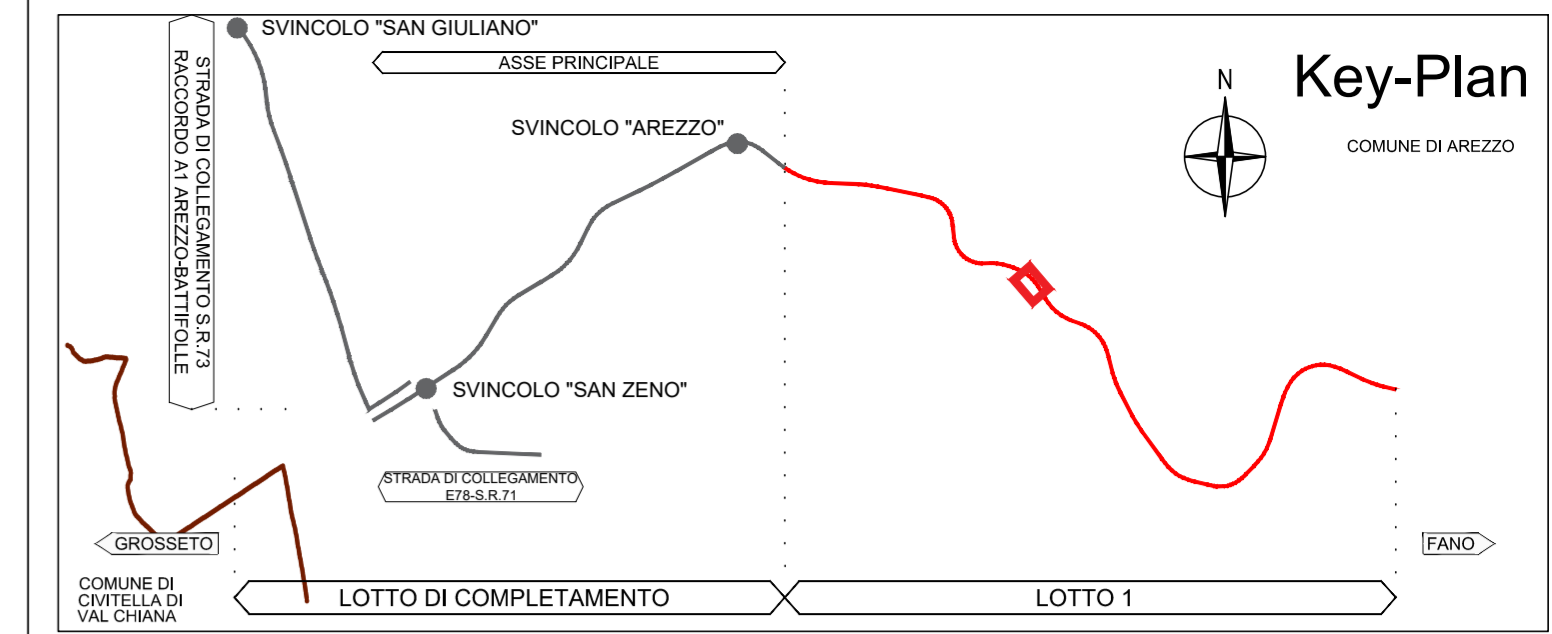 SVINCOLO "SAN GIULIANO"
ASSE PRINCIPALE
Key-Plan
N
STRADA DI COLLEGAMENTO S.R.73
RACCORDO A1 AREZZO-BATTIFOLLE
SVINCOLO "AREZZO"
COMUNE DI AREZZO
SVINCOLO "SAN ZENO"
STRADA DI COLLEGAMENTO
E78-S.R.71
GROSSETO
FANO
COMUNE DI
CIVITELLA DI
VAL CHIANA
LOTTO DI COMPLETAMENTO
LOTTO 1